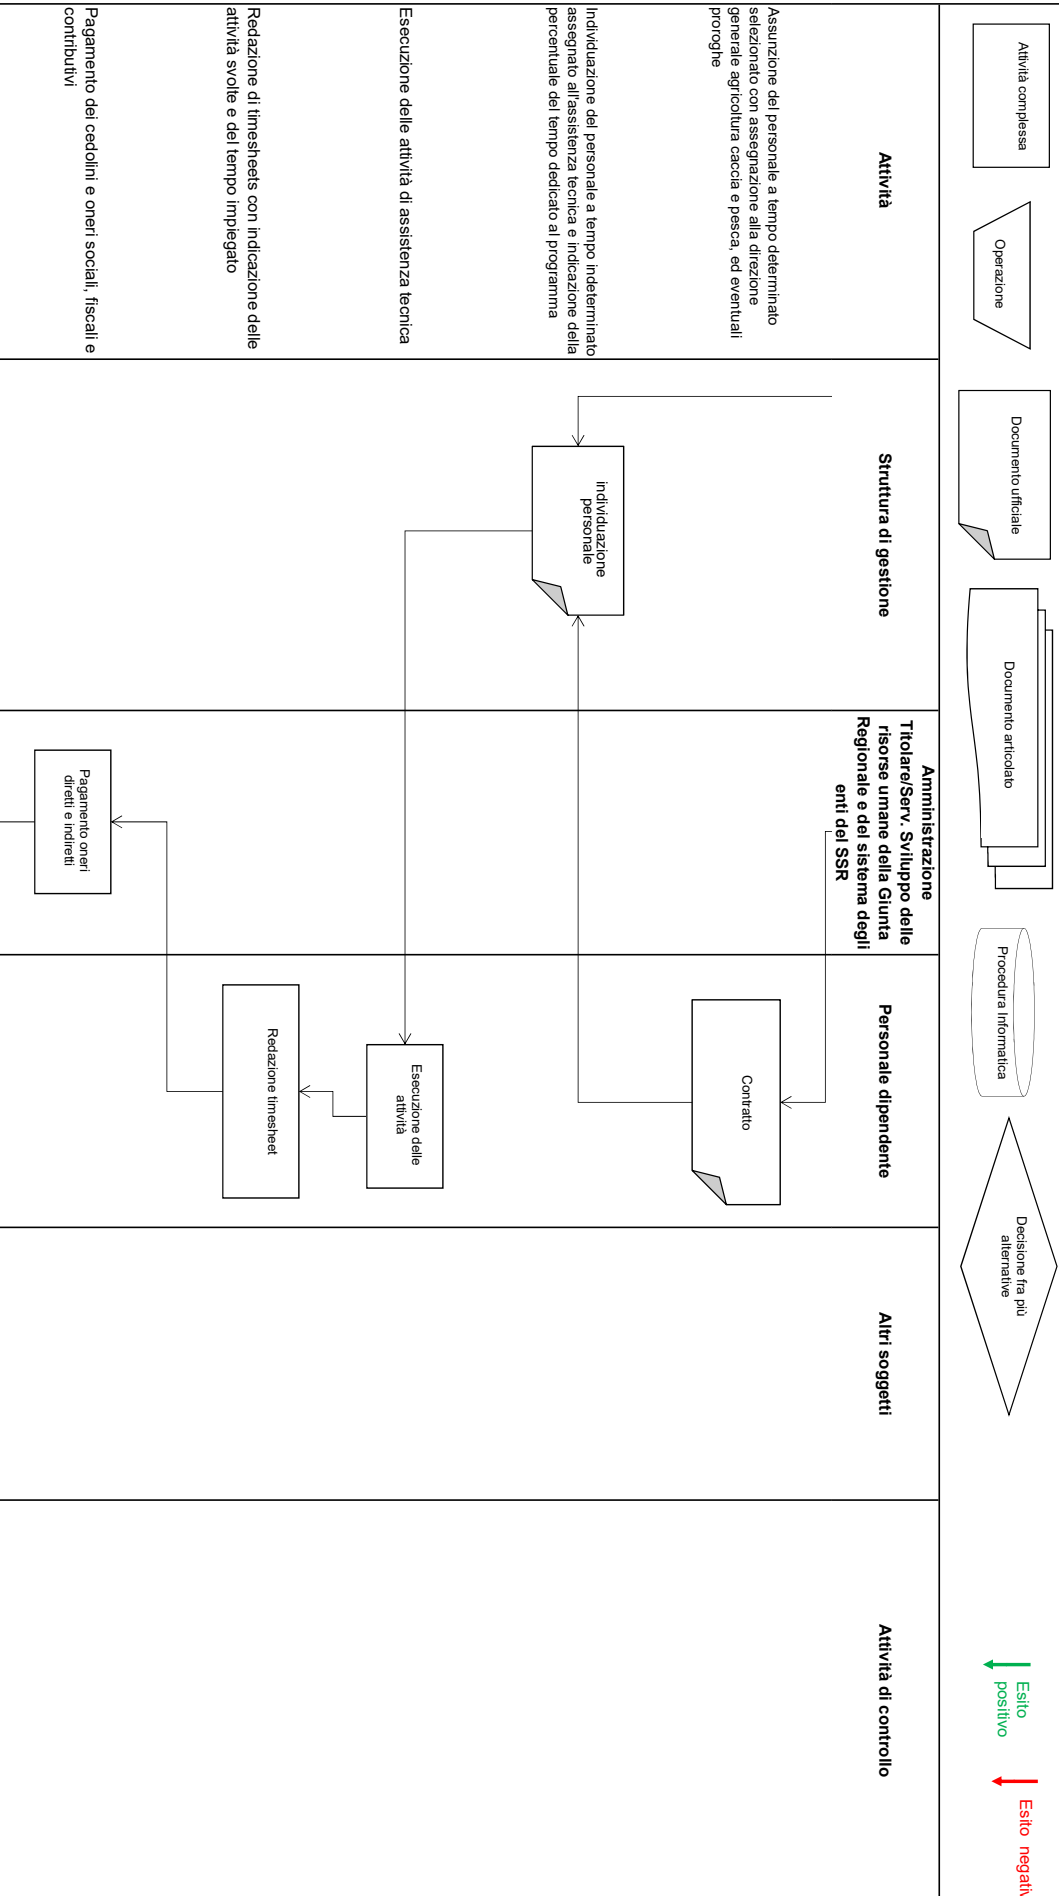 Attività complessa
Operazione
Documento ufficiale
Documento articolato
Procedura Informatica
Decisione fra più
alternative
Esito
positivo
Esito negativ
Attività
Struttura di gestione
Amministrazione
Titolare/Serv. Sviluppo delle
risorse umane della Giunta
Regionale e del sistema degli
enti del SSR
Personale dipendente
Altri soggetti
Attività di controllo
Assunzione del personale a tempo determinato
selezionato con assegnazione alla direzione
generale agricoltura caccia e pesca, ed eventuali
proroghe
Contratto
Individuazione del personale a tempo indeterminato
assegnato all'assistenza tecnica e indicazione della
percentuale del tempo dedicato al programma
individuazione
personale
Esecuzione delle attività di assistenza tecnica
Esecuzione delle
attività
Redazione di timesheets con indicazione delle
attività svolte e del tempo impiegato
Redazione timesheet
Pagamento dei cedolini e oneri sociali, fiscali e
contributivi
Pagamento oneri
diretti e indiretti